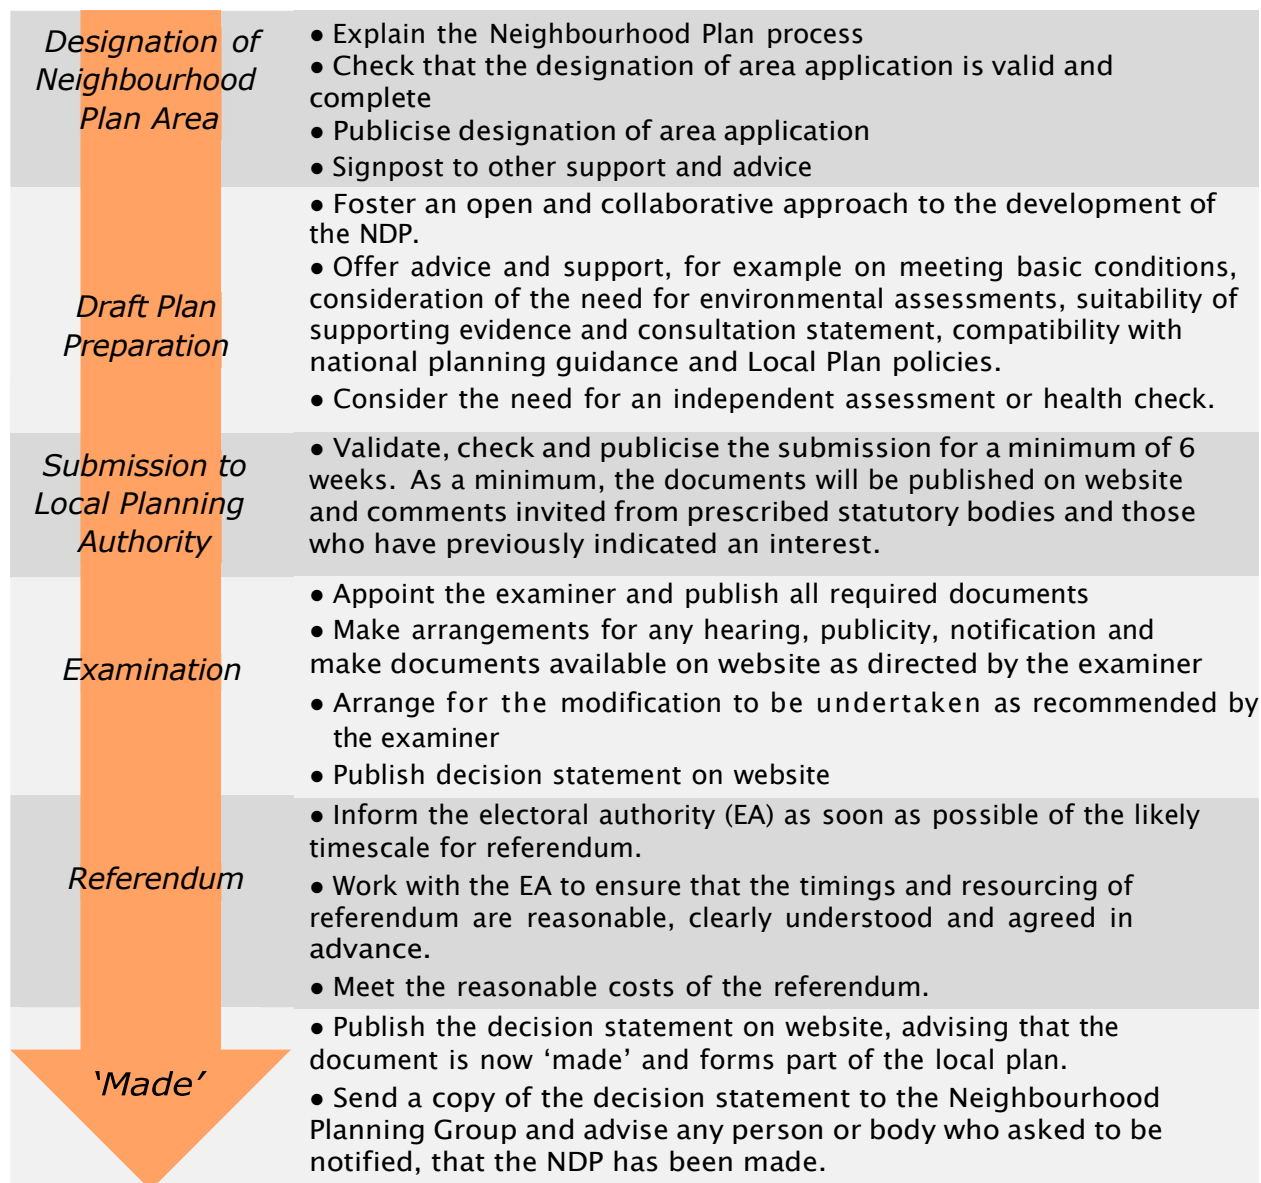 Designation of
Neighbourhood
Plan Area
● Explain the Neighbourhood Plan process
● Check that the designation of area application is valid and
complete
● Publicise designation of area application
● Signpost to other support and advice
Draft Plan
Preparation
● Foster an open and collaborative approach to the development of
the NDP.
● Offer advice and support, for example on meeting basic conditions,
consideration of the need for environmental assessments, suitability of
supporting evidence and consultation statement, compatibility with
national planning guidance and Local Plan policies.
● Consider the need for an independent assessment or health check.
Submission to
Local Planning
Authority
● Validate, check and publicise the submission for a minimum of 6
weeks. As a minimum, the documents will be published on website
and comments invited from prescribed statutory bodies and those
who have previously indicated an interest.
Examination
● Appoint the examiner and publish all required documents
● Make arrangements for any hearing, publicity, notification and
make documents available on website as directed by the examiner
● Arrange for the modification to be undertaken as recommended by
the examiner
● Publish decision statement on website
Referendum
● Inform the electoral authority (EA) as soon as possible of the likely
timescale for referendum.
● Work with the EA to ensure that the timings and resourcing of
referendum are reasonable, clearly understood and agreed in
advance.
● Meet the reasonable costs of the referendum.
‘Made’
● Publish the decision statement on website, advising that the
document is now ‘made’ and forms part of the local plan.
● Send a copy of the decision statement to the Neighbourhood
Planning Group and advise any person or body who asked to be
notified, that the NDP has been made.